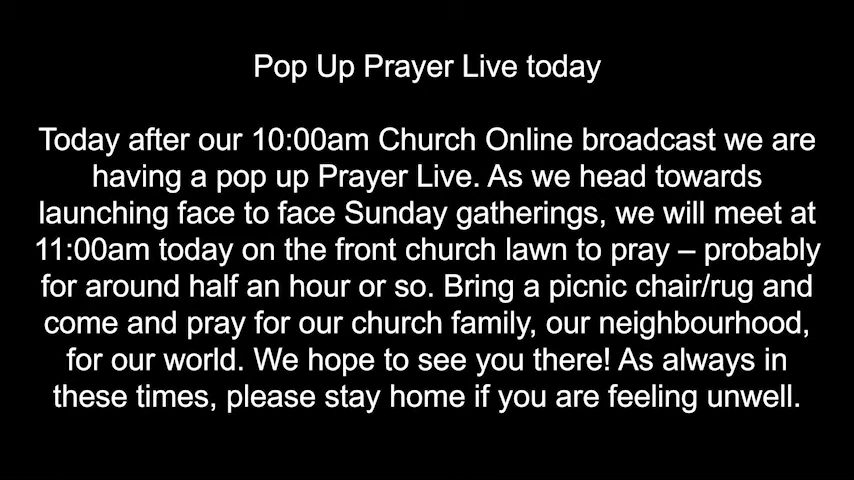 Pop Up Prayer Live today
Today after our 10:00am Church Online broadcast we are
having a pop up Prayer Live. As we head towards
launching face to face Sunday gatherings, we will meet at
11:00am today on the front church lawn to pray – probably
for around half an hour or so. Bring a picnic chair/rug and
come and pray for our church family, our neighbourhood,
for our world. We hope to see you there! As always in
these times, please stay home if you are feeling unwell.